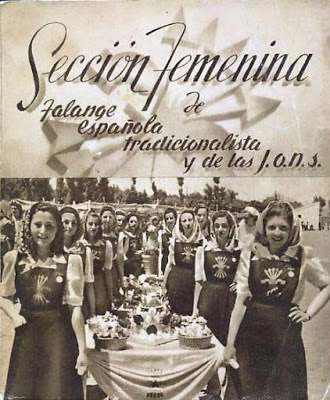 Sección Femenina
de
Falange
española
tradicionalista
y de las J.O.N.S.